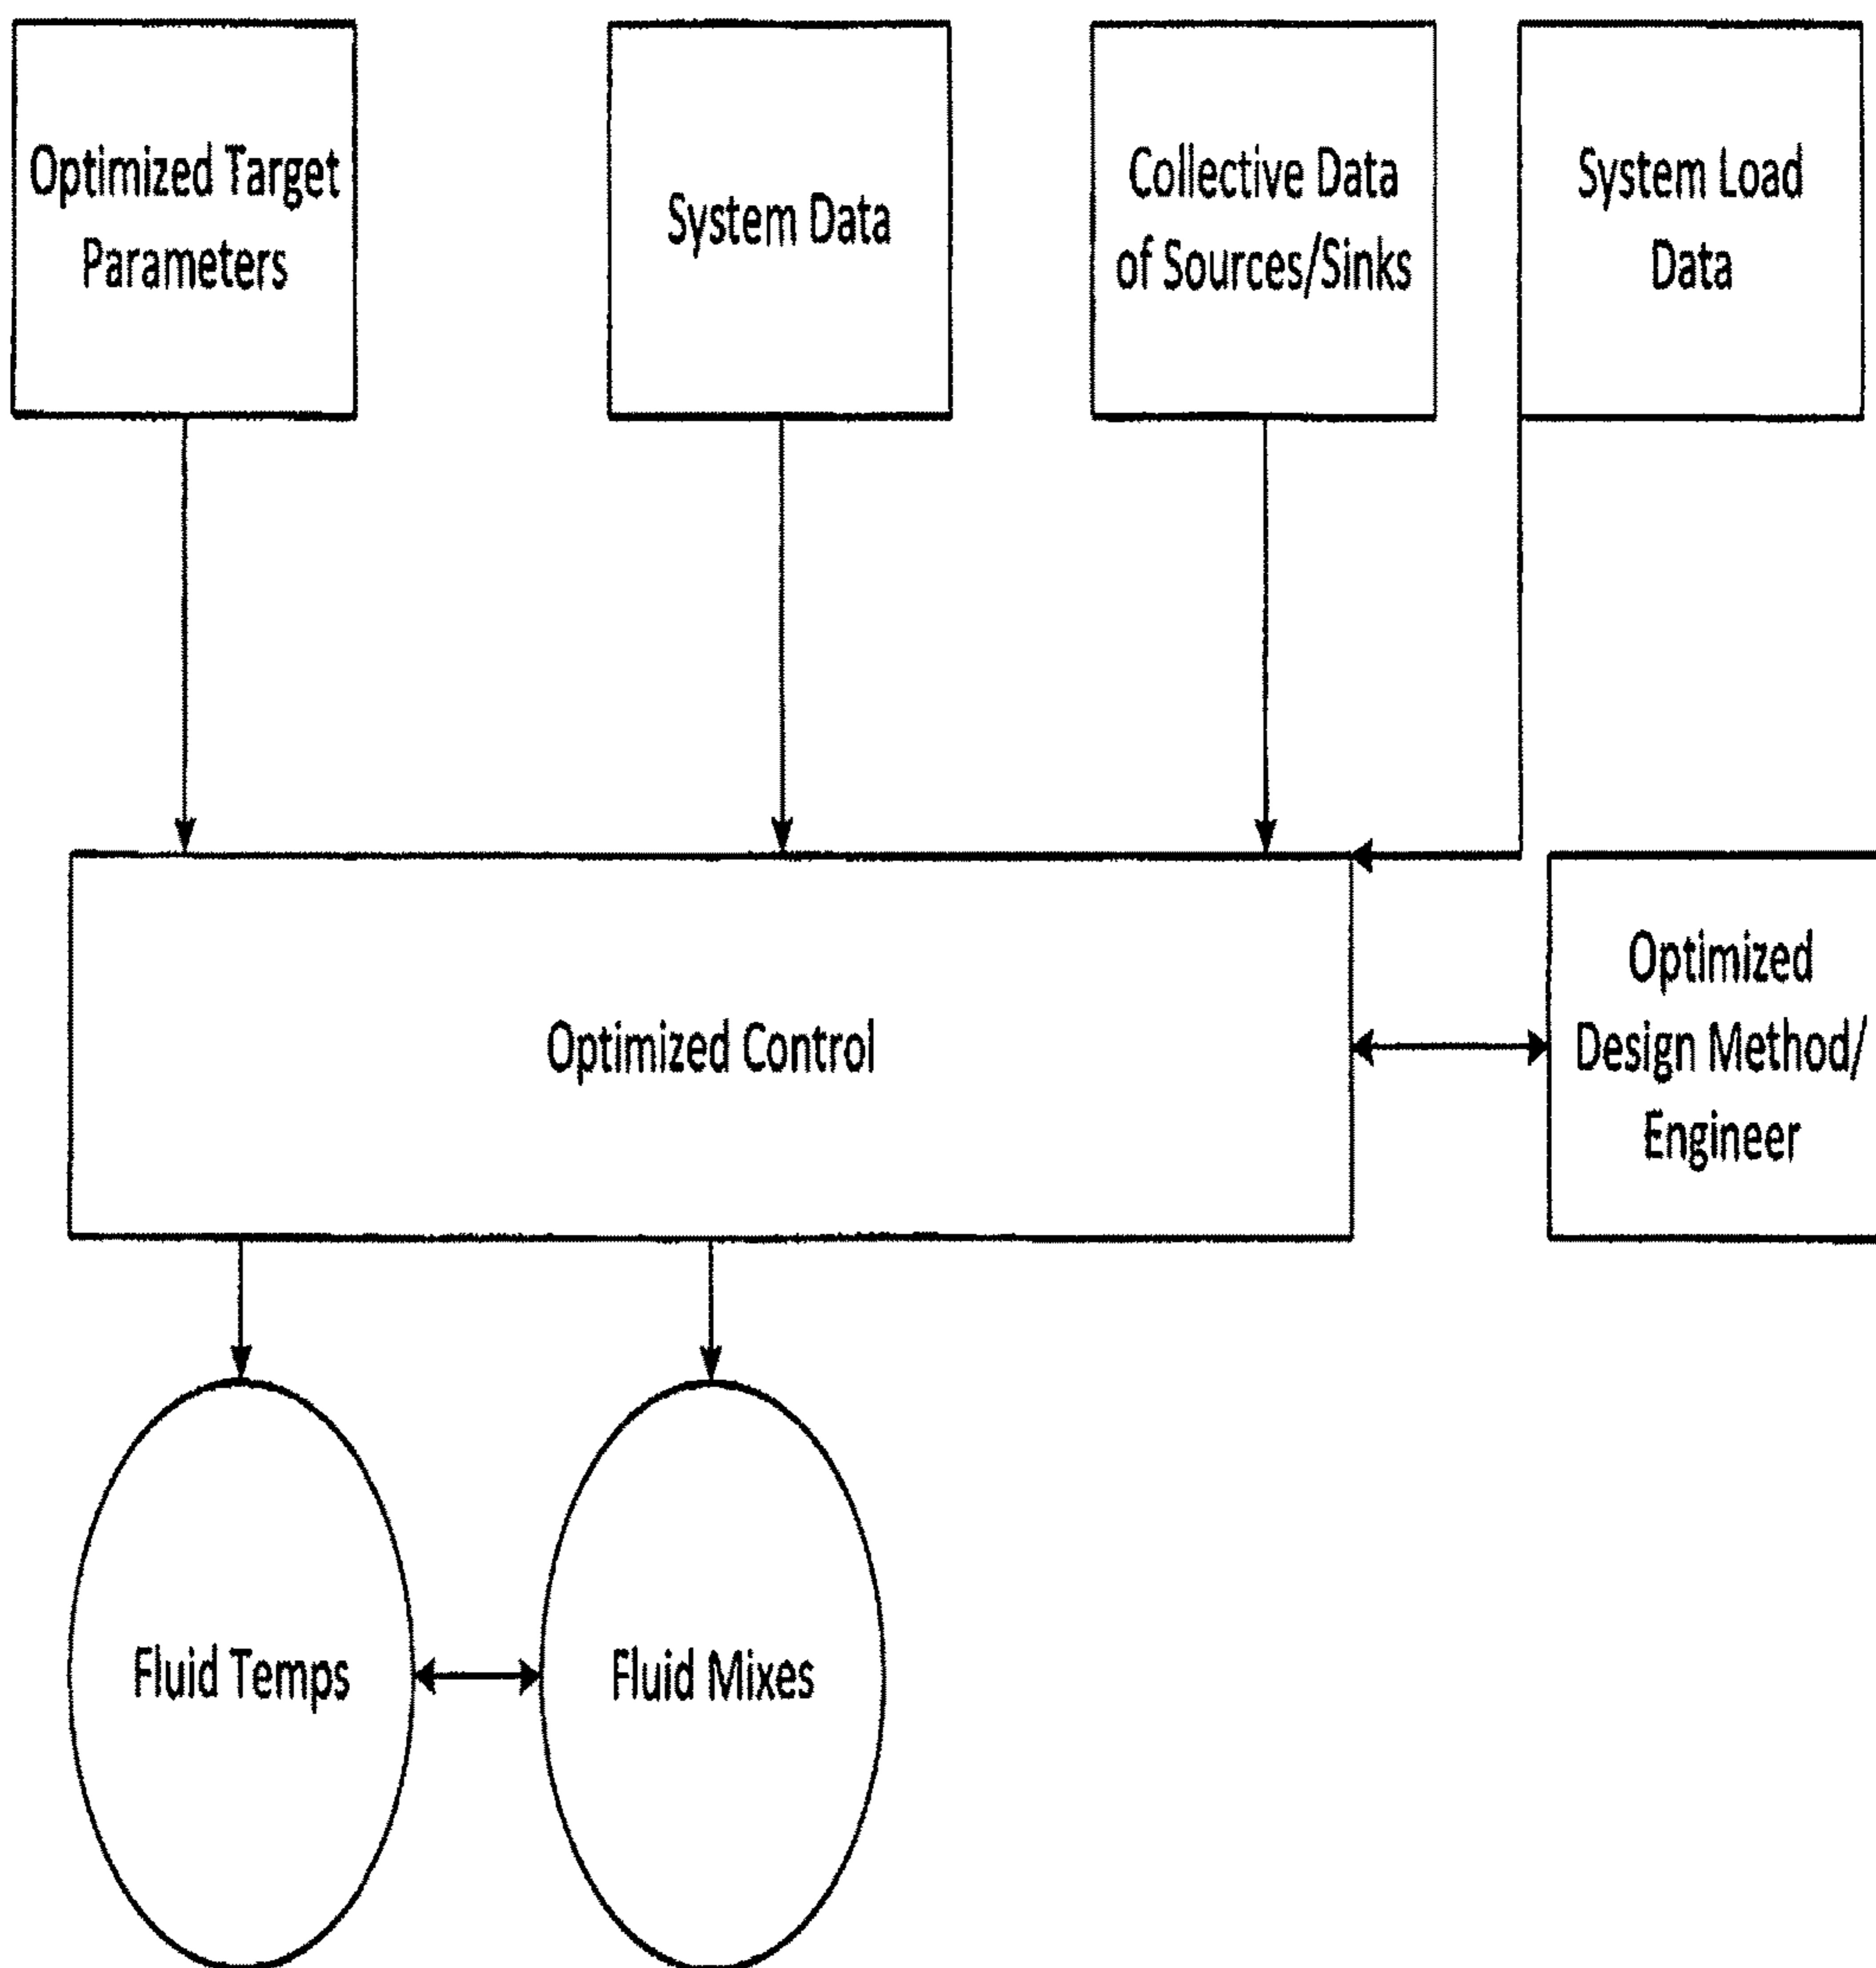 Optimized Target
Parameters
System Data
Collective Data
of Sources/Sinks
System Load
Data
Optimized Control
Optimized
Design Method/
Engineer
Fluid Temps
Fluid Mixes